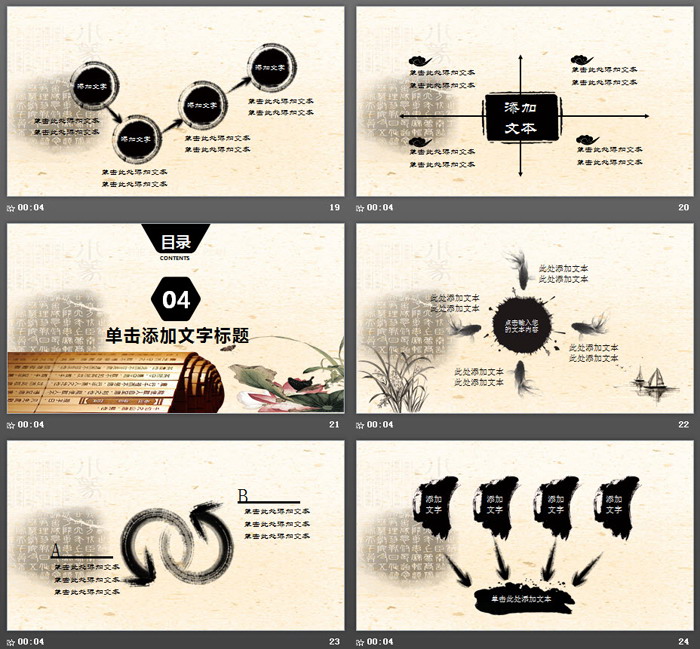 添加文字
添加文字
添加文字
添加文字
单击此处添加文本
单击此处添加文本
单击此处添加文本
单击此处添加文本
单击此处添加文本
单击此处添加文本
单击此处添加文本
单击此处添加文本
00:04
19
单击此处添加文本
单击此处添加文本
单击此处添加文本
单击此处添加文本
添加
文本
单击此处添加文本
单击此处添加文本
单击此处添加文本
单击此处添加文本
00:04
20
目录
CONTENTS
04
单击添加文字标题
00:04
21
此处添加文本
此处添加文本
此处添加文本
此处添加文本
点击输入您
的文本内容
此处添加文本
此处添加文本
此处添加文本
此处添加文本
00:04
22
B
单击此处添加文本
单击此处添加文本
单击此处添加文本
A
单击此处添加文本
单击此处添加文本
单击此处添加文本
00:04
23
添加
文字
添加
文字
添加
文字
添加
文字
单击此处添加文本
00:04
24